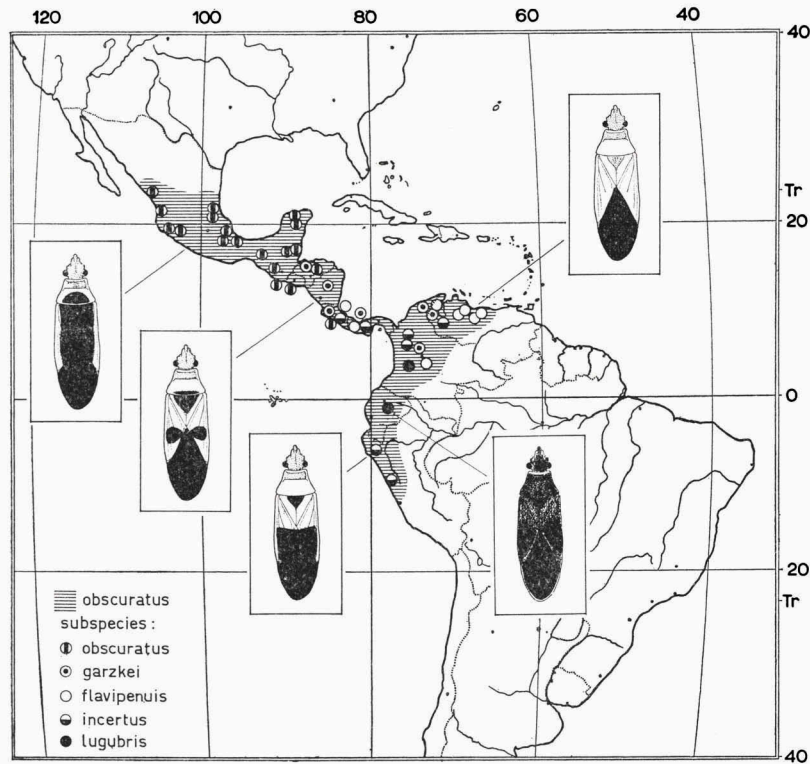 120 100 80 60 40
40
Tr
20
0
20
Tr
40
obscuratus
subspecies :
obscuratus
garzkei
flavipenuis
incertus
lugubris